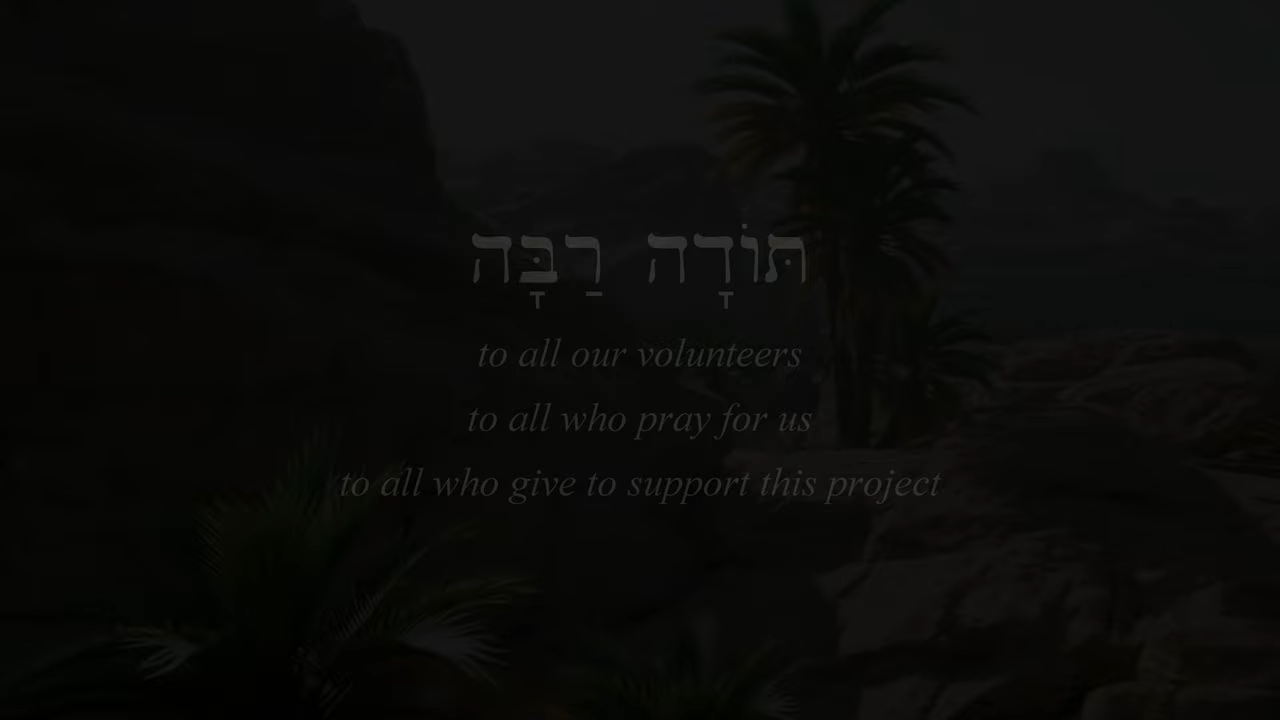 תּוֹדָה רַבָּה
to all our volunteers
to all who pray for us
to all who give to support this project